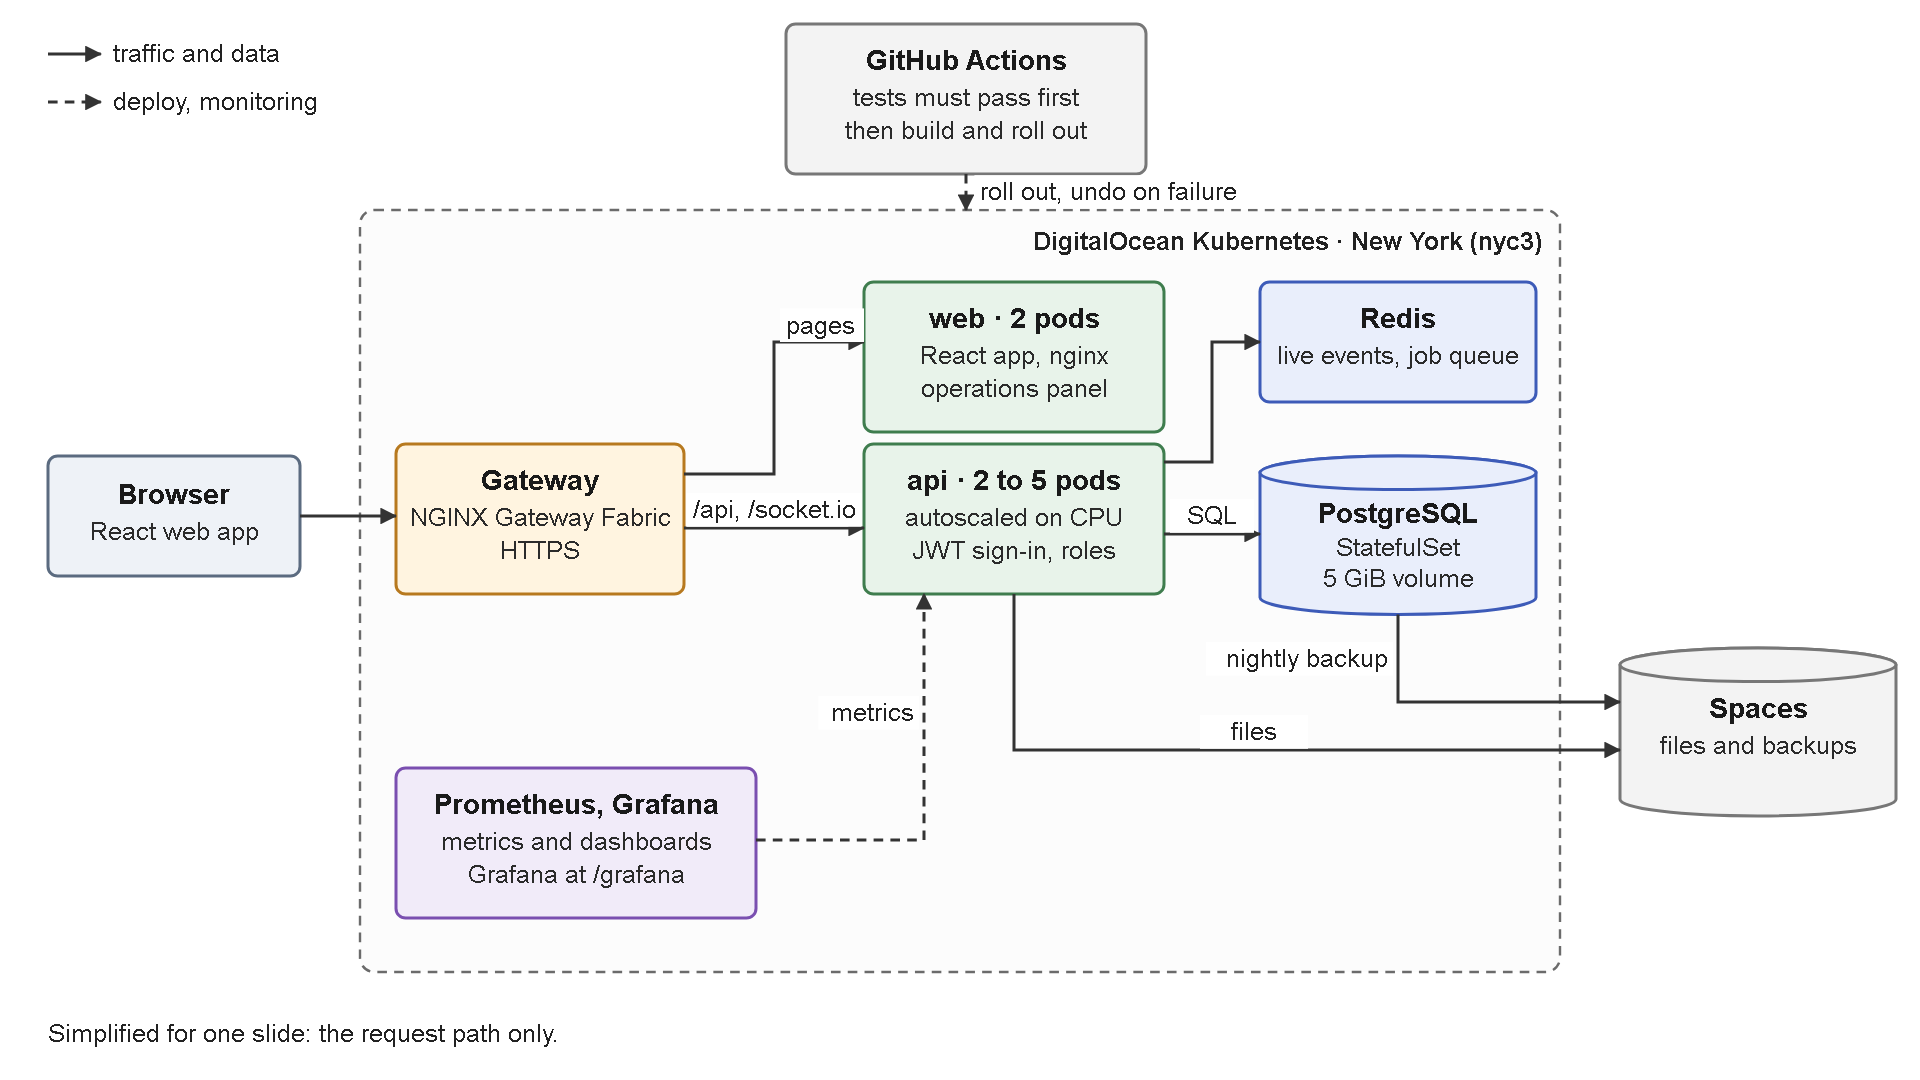 traffic and data
deploy, monitoring
GitHub Actions
tests must pass first
then build and roll out
roll out, undo on failure
DigitalOcean Kubernetes · New York (nyc3)
pages
web · 2 pods
React app, nginx
operations panel
Redis
live events, job queue
Browser
React web app
Gateway
NGINX Gateway Fabric
HTTPS
/api, /socket.io
api · 2 to 5 pods
autoscaled on CPU
JWT sign-in, roles
SQL
PostgreSQL
StatefulSet
5 GiB volume
nightly backup
metrics
files
Spaces
files and backups
Prometheus, Grafana
metrics and dashboards
Grafana at /grafana
Simplified for one slide: the request path only.